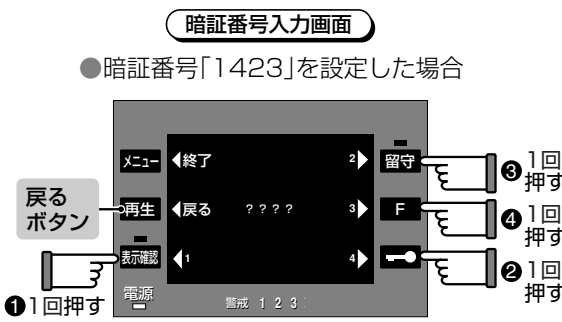 暗証番号入力画面
●暗証番号｢1423｣を設定した場合
メニュー ◀終了 2▶ 留守
❸1回押す
戻るボタン
再生 ◀戻る ???? 3▶ F
❹1回押す
表示確認 ◀1 4▶
❷1回押す
❶1回押す
電源
警戒 1 2 3